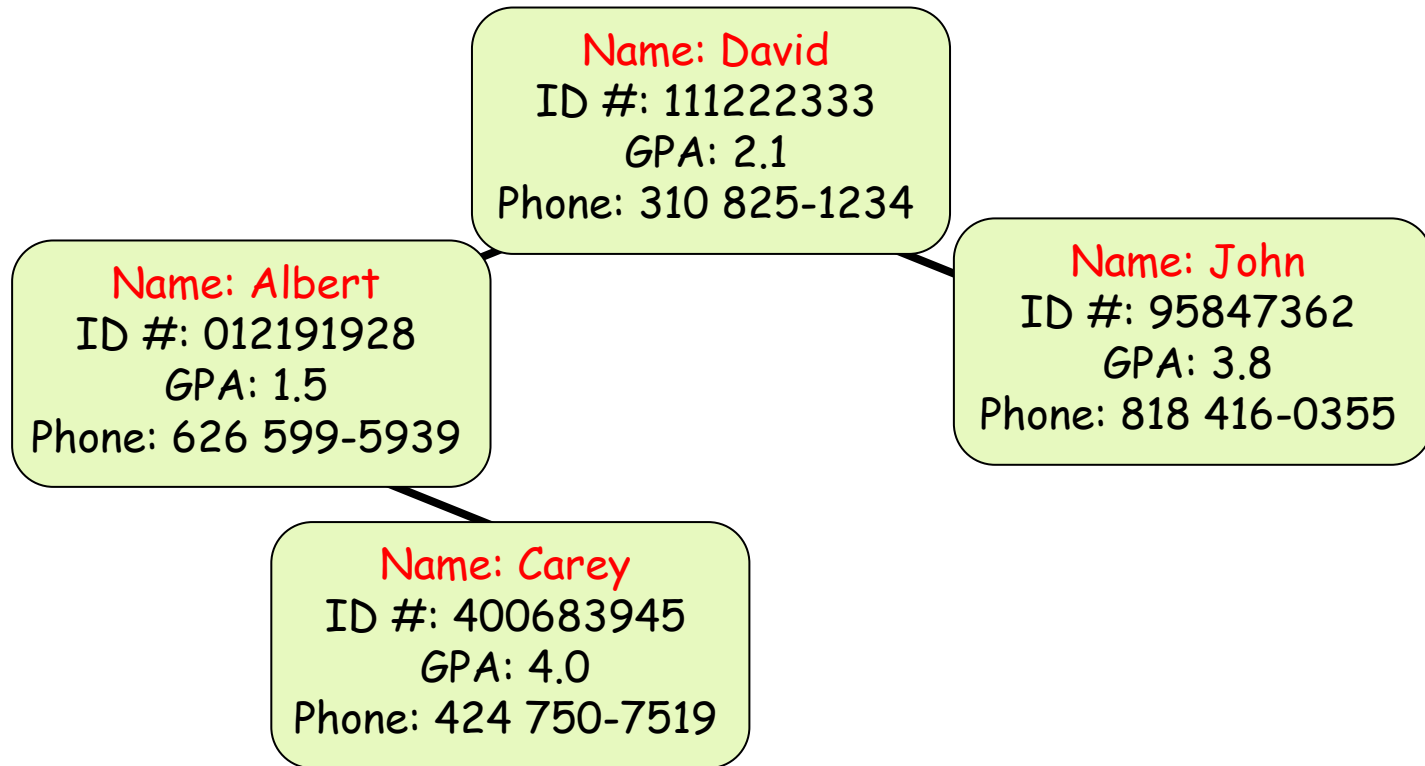 Name: David
ID #: 111222333
GPA: 2.1
Phone: 310 825-1234
Name: Albert
ID #: 012191928
GPA: 1.5
Phone: 626 599-5939
Name: John
ID #: 95847362
GPA: 3.8
Phone: 818 416-0355
Name: Carey
ID #: 400683945
GPA: 4.0
Phone: 424 750-7519